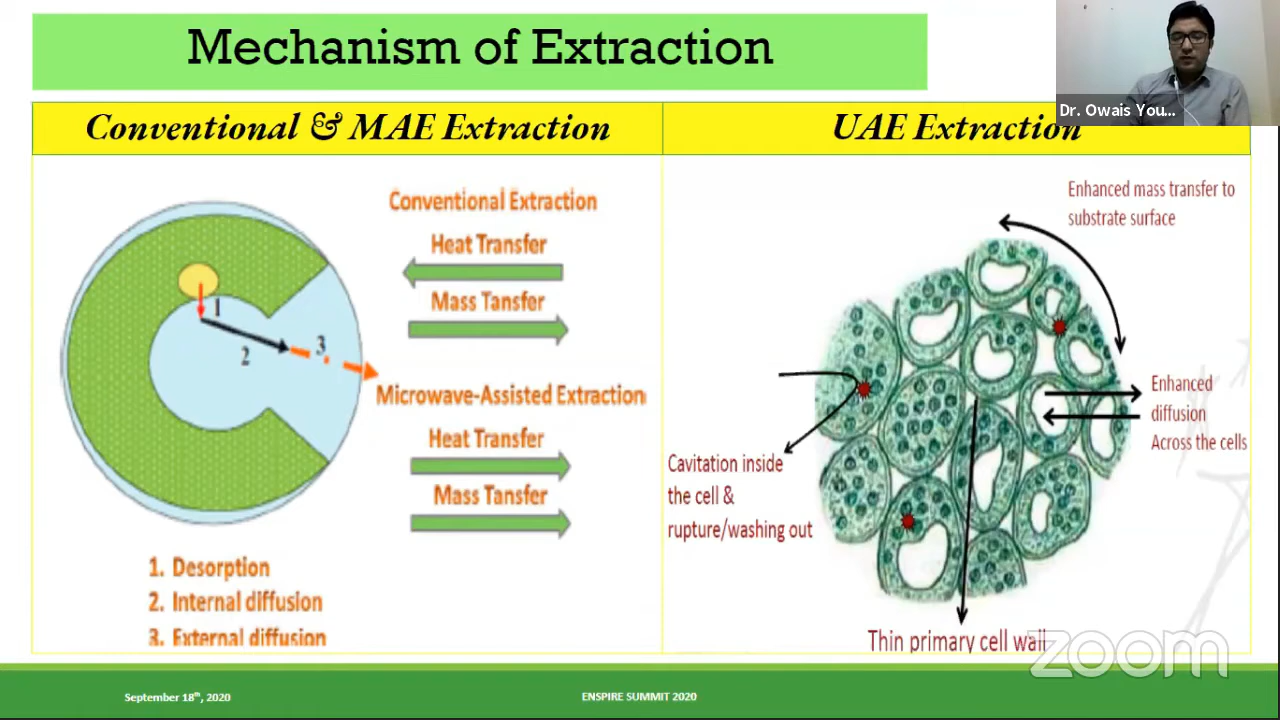 Mechanism of Extraction
Dr. Owais You...
Conventional & MAE Extraction
UAE Extraction
Conventional Extraction
Heat Transfer
Mass Tansfer
1
2
3
Microwave-Assisted Extraction
Heat Transfer
Mass Tansfer
1. Desorption
2. Internal diffusion
3. External diffusion
Enhanced mass transfer to
substrate surface
Enhanced
diffusion
Across the cells
Cavitation inside
the cell &
rupture/washing out
Thin primary cell wall
zoom
September 18th, 2020
ENSPIRE SUMMIT 2020